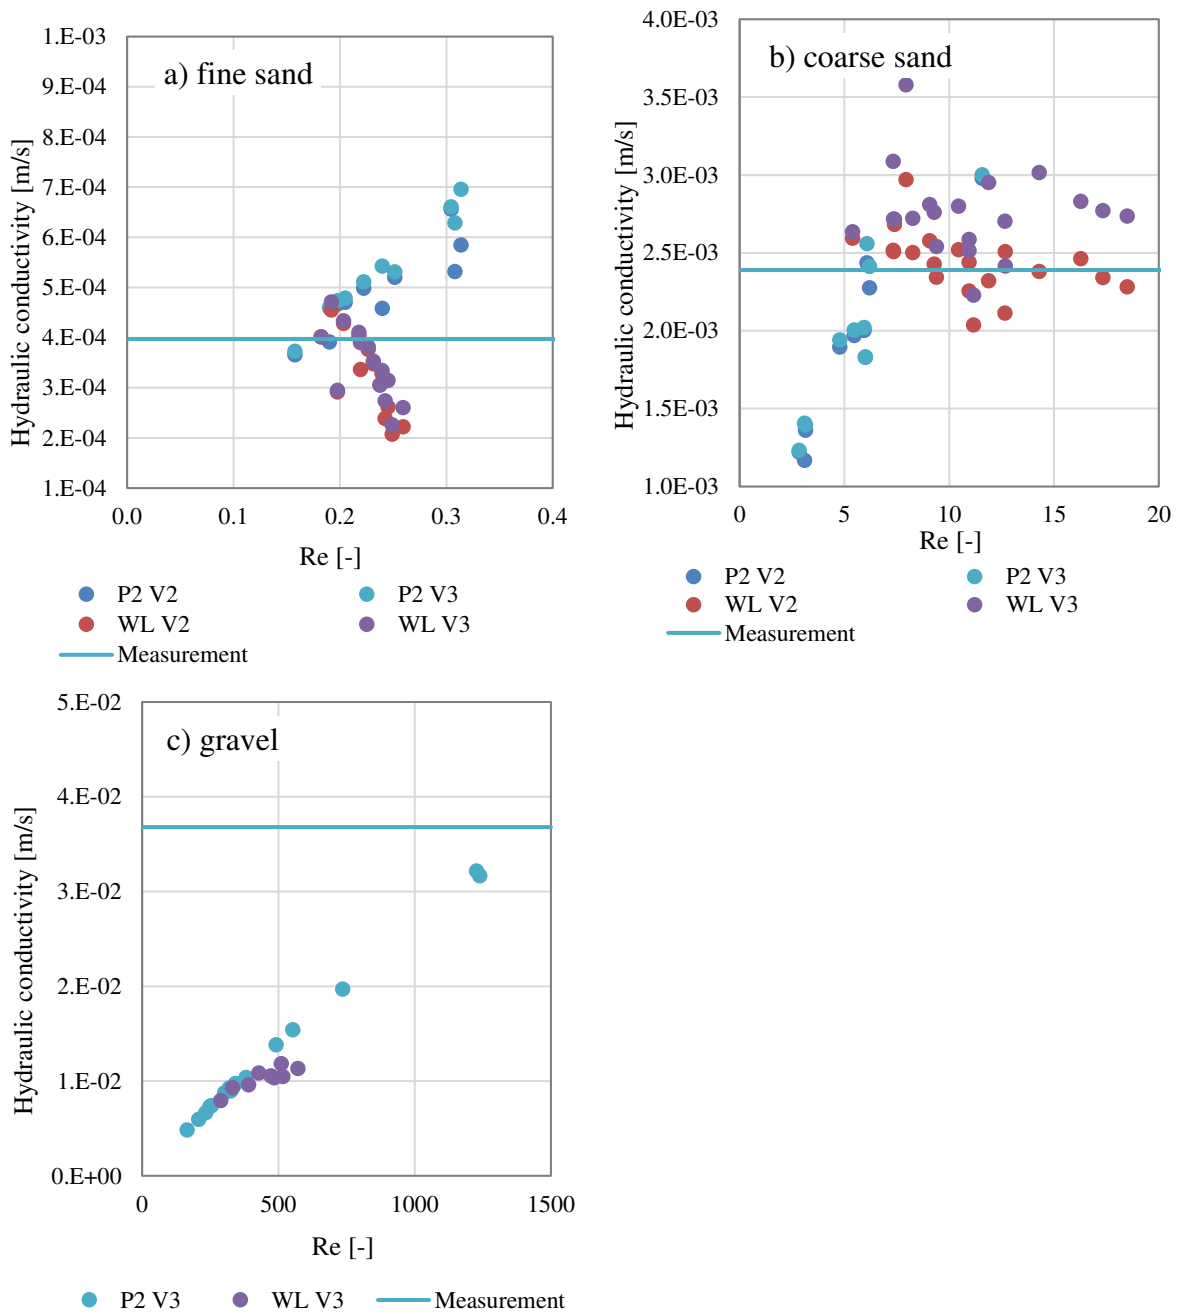 a) fine sand
Hydraulic conductivity [m/s]
1.E-03
9.E-04
8.E-04
7.E-04
6.E-04
5.E-04
4.E-04
3.E-04
2.E-04
1.E-04
0.0 0.1 0.2 0.3 0.4
Re [-]
P2 V2 P2 V3
WL V2 WL V3
Measurement
b) coarse sand
Hydraulic conductivity [m/s]
4.0E-03
3.5E-03
3.0E-03
2.5E-03
2.0E-03
1.5E-03
1.0E-03
0 5 10 15 20
Re [-]
P2 V2 P2 V3
WL V2 WL V3
Measurement
c) gravel
Hydraulic conductivity [m/s]
5.E-02
4.E-02
3.E-02
2.E-02
1.E-02
0.E+00
0 500 1000 1500
Re [-]
P2 V3 WL V3 Measurement